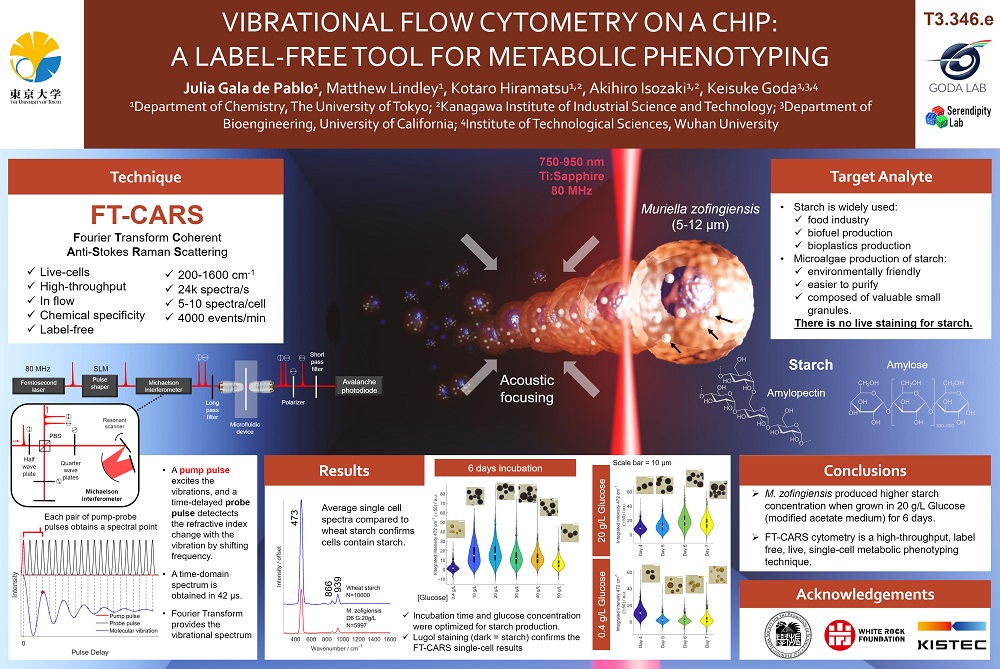 VIBRATIONAL FLOW CYTOMETRY ON A CHIP:
A LABEL-FREE TOOL FOR METABOLIC PHENOTYPING
Julia Gala de Pablo¹, Matthew Lindley¹, Kotaro Hiramatsu¹,², Akihiro Isozaki¹,², Keisuke Goda¹,³,⁴
¹Department of Chemistry, The University of Tokyo; ²Kanagawa Institute of Industrial Science and Technology; ³Department of
Bioengineering, University of California; ⁴Institute of Technological Sciences, Wuhan University
東京大学
THE UNIVERSITY OF TOKYO
T3.346.e
GODA LAB
Serendipity
Lab
Technique
FT-CARS
Fourier Transform Coherent
Anti-Stokes Raman Scattering
✓ Live-cells
✓ High-throughput
✓ In flow
✓ Chemical specificity
✓ Label-free
✓ 200-1600 cm⁻¹
✓ 24k spectra/s
✓ 5-10 spectra/cell
✓ 4000 events/min
750-950 nm
Ti:Sapphire
80 MHz
Muriella zofingiensis
(5-12 µm)
Acoustic
focusing
Target Analyte
• Starch is widely used:
✓ food industry
✓ biofuel production
✓ bioplastics production
• Microalgae production of starch:
✓ environmentally friendly
✓ easier to purify
✓ composed of valuable small
granules.
There is no live staining for starch.
Starch
Amylopectin
Amylose
80 MHz
Femtosecond
laser
SLM
Pulse
shaper
Michaelson
interferometer
Long
pass
filter
Microfluidic
device
Polarizer
Short
pass
filter
Avalanche
photodiode
Resonant
scanner
PBS
Half
wave
plate
Quarter
wave
plates
Michaelson
interferometer
Each pair of pump-probe
pulses obtains a spectral point
Intensity
Pump pulse
Probe pulse
Molecular vibration
0
Pulse Delay
• A pump pulse
excites the
vibrations, and a
time-delayed probe
pulse detectects
the refractive index
change with the
vibration by shifting
frequency.
• A time-domain
spectrum is
obtained in 42 µs.
• Fourier Transform
provides the
vibrational spectrum
Results
473
866
939
Intensity / offset
Wheat starch
N=10000
M. zofigiensis
D6 G:20g/L
N=5997
400 600 800 1000 1200 1400 1600
Wavenumber / cm⁻¹
Average single cell
spectra compared to
wheat starch confirms
cells contain starch.
6 days incubation
[Glucose]
✓ Incubation time and glucose concentration
were optimized for starch production.
✓ Lugol staining (dark = starch) confirms the
FT-CARS single-cell results
Scale bar = 10 µm
20 g/L Glucose
Day 4
Day 5
Day 6
Day 7
0.4 g/L Glucose
Day 4
Day 5
Day 6
Day 7
Conclusions
➢ M. zofingiensis produced higher starch
concentration when grown in 20 g/L Glucose
(modified acetate medium) for 6 days.
➢ FT-CARS cytometry is a high-throughput, label
free, live, single-cell metabolic phenotyping
technique.
Acknowledgements
WHITE ROCK
FOUNDATION
KISTEC